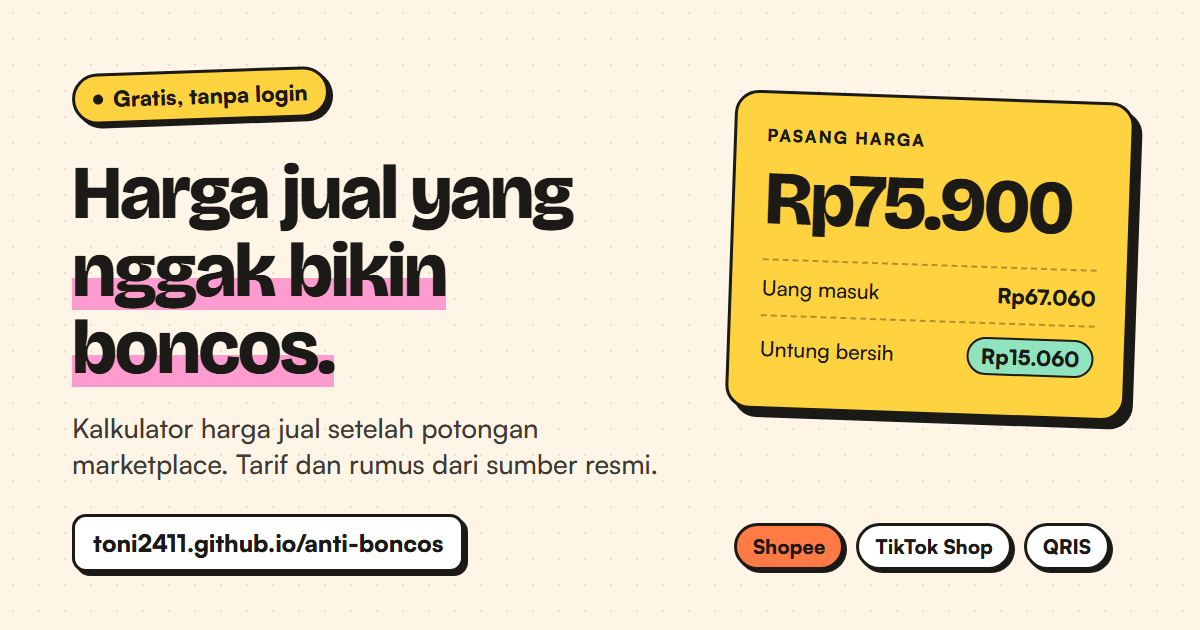 Gratis, tanpa login
Harga jual yang
nggak bikin
boncos.
Kalkulator harga jual setelah potongan
marketplace. Tarif dan rumus dari sumber resmi.
toni2411.github.io/anti-boncos
PASANG HARGA
Rp75.900
Uang masuk Rp67.060
Untung bersih Rp15.060
Shopee TikTok Shop QRIS